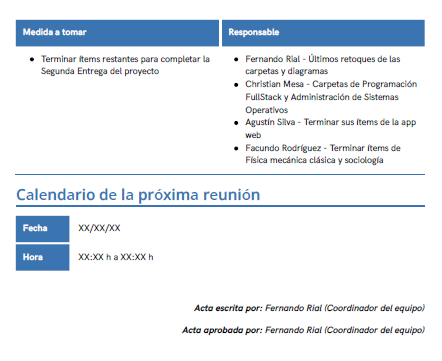 Medida a tomar
Responsable
● Terminar ítems restantes para completar la
Segunda Entrega del proyecto
● Fernando Rial - Últimos retoques de las
carpetas y diagramas
● Christian Mesa - Carpetas de Programación
FullStack y Administración de Sistemas
Operativos
● Agustín Silva - Terminar sus ítems de la app
web
● Facundo Rodríguez - Terminar ítems de
Física mecánica clásica y sociología
Calendario de la próxima reunión
Fecha XX/XX/XX
Hora XX:XX h a XX:XX h
Acta escrita por: Fernando Rial (Coordinador del equipo)
Acta aprobada por: Fernando Rial (Coordinador del equipo)